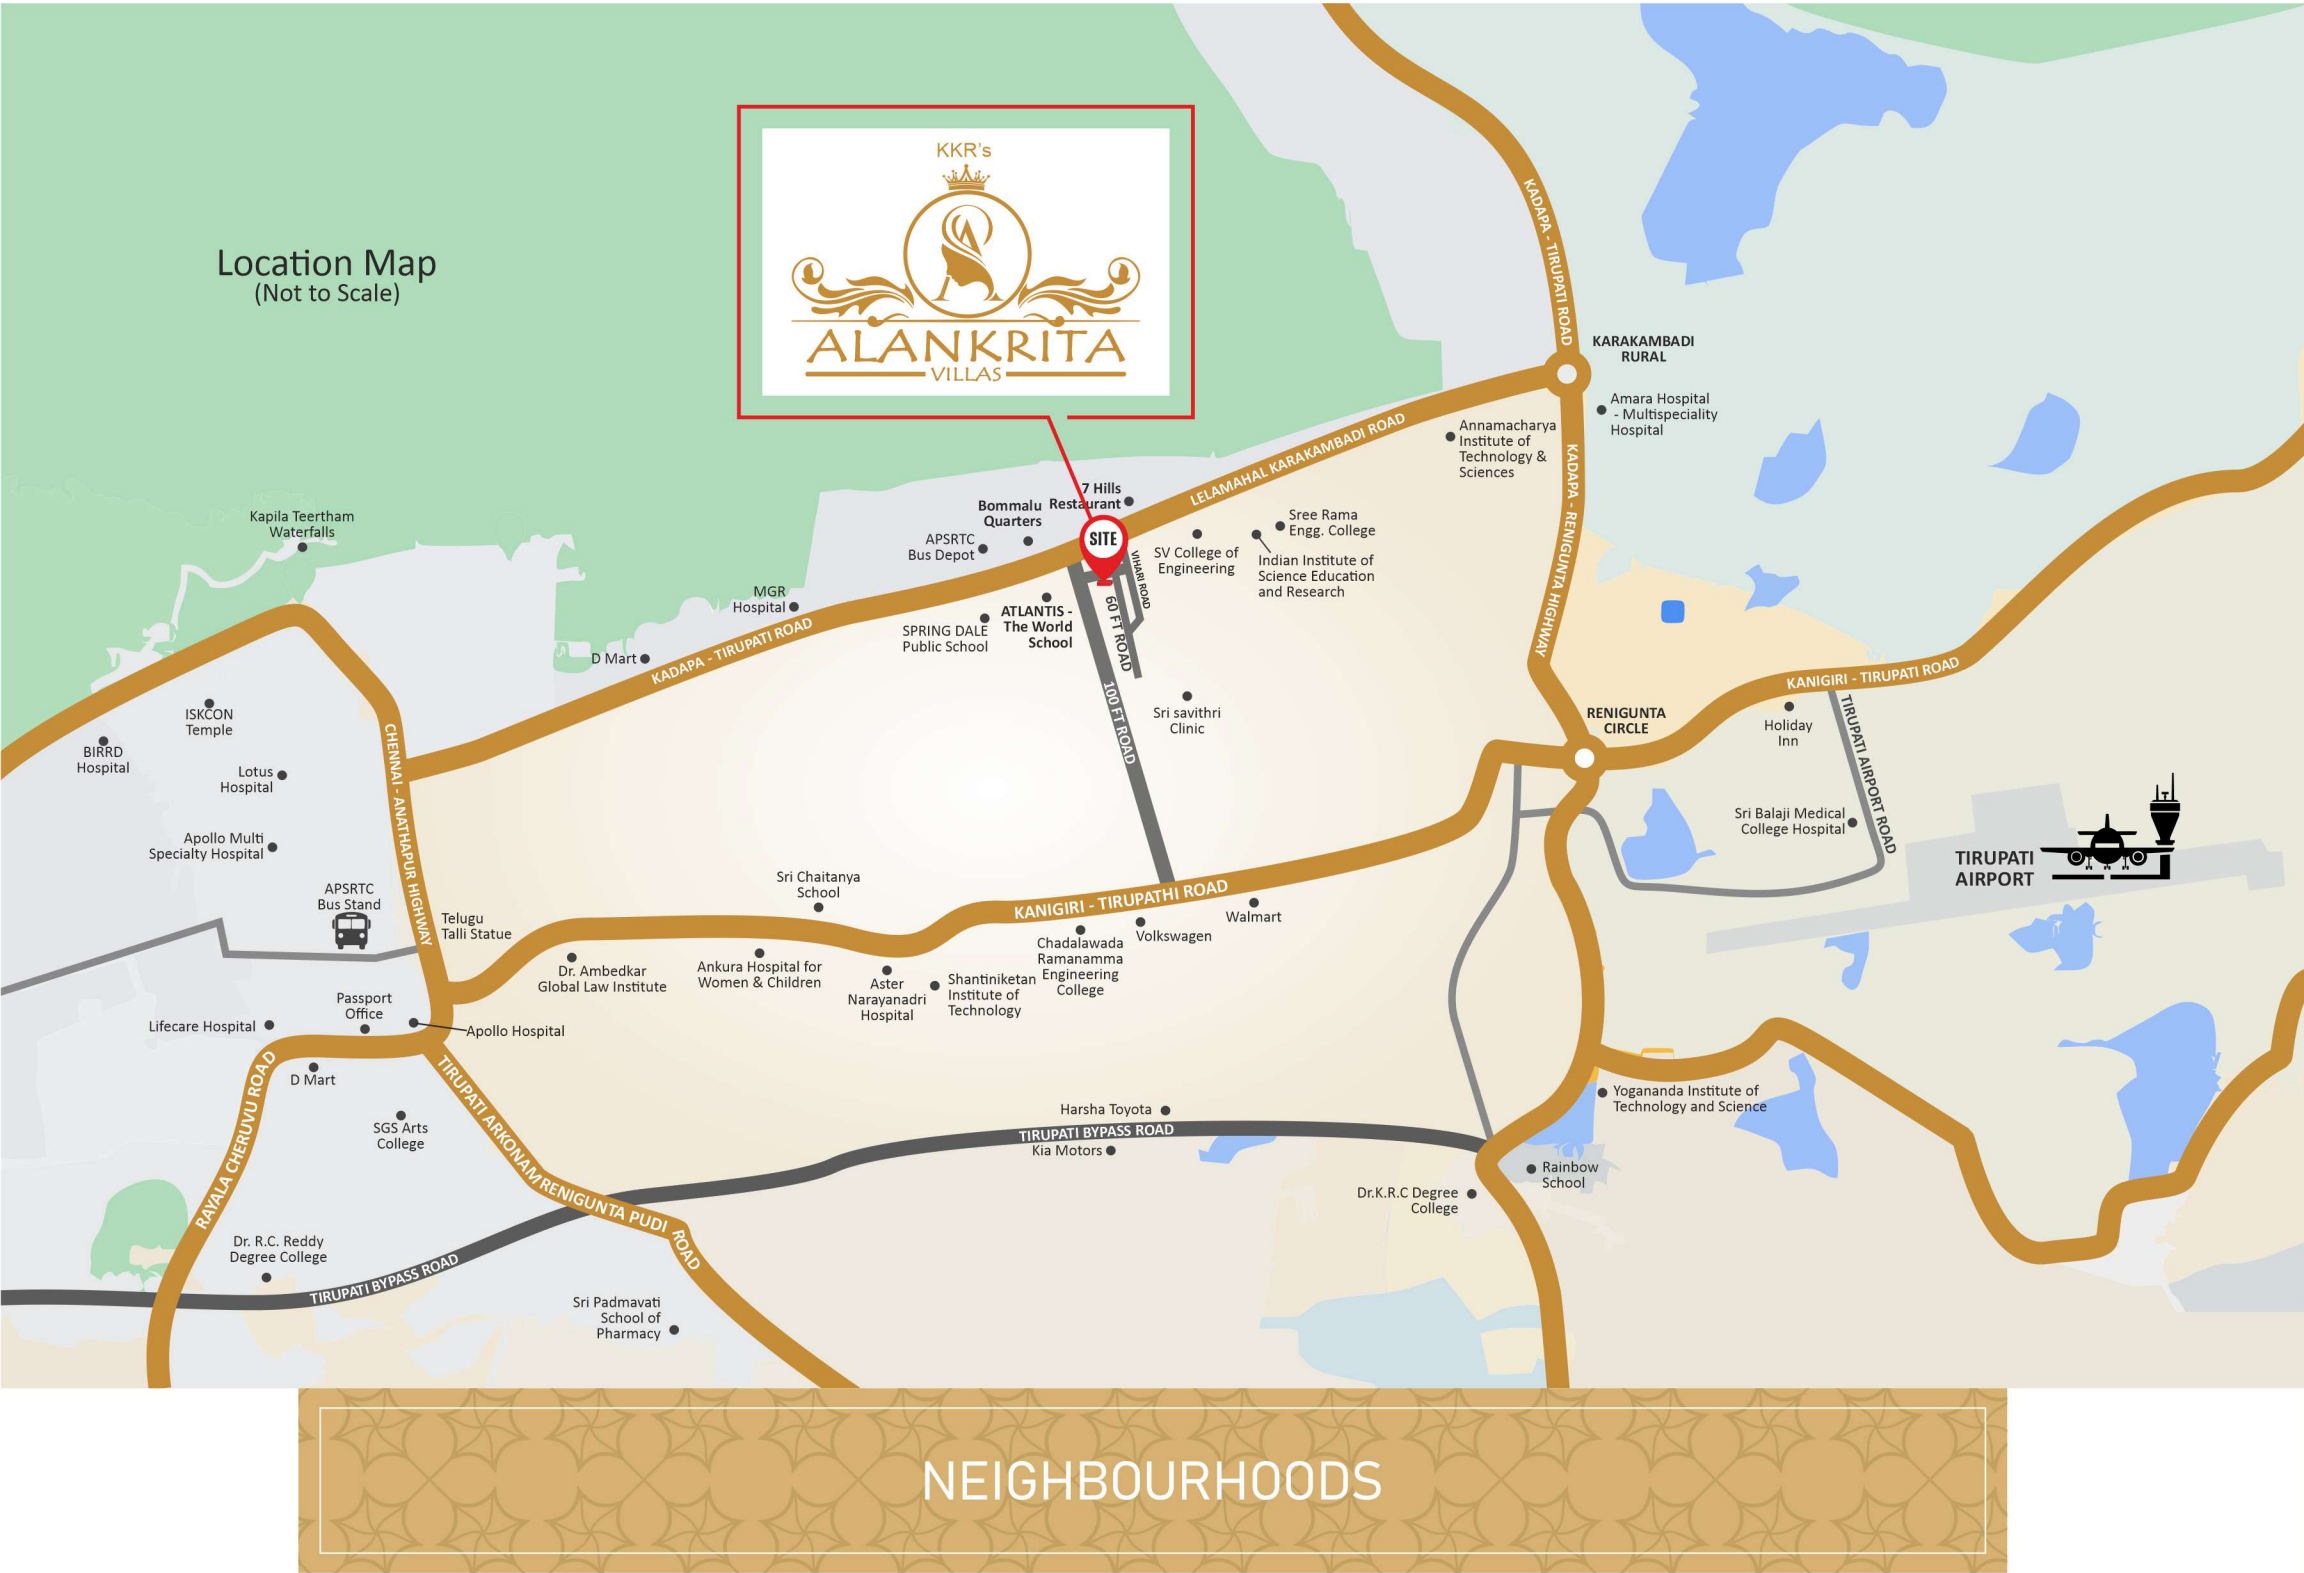 KKR's
ALANKRITA
VILLAS
Location Map
(Not to Scale)
KADAPA - TIRUPATI ROAD
KARAKAMBADI
RURAL
Amara Hospital
- Multispeciality
Hospital
LELAMAHAL KARAKAMBADI ROAD
Annamacharya
Institute of
Technology &
Sciences
KADAPA - RENIGUNTA HIGHWAY
7 Hills
Restaurant
Bommalu
Quarters
APSRTC
Bus Depot
SITE
VIHARI ROAD
SV College of
Engineering
Sree Rama
Engg. College
Indian Institute of
Science Education
and Research
Kapila Teertham
Waterfalls
MGR
Hospital
D Mart
KADAPA - TIRUPATI ROAD
SPRING DALE
Public School
ATLANTIS -
The World
School
60 FT ROAD
100 FT ROAD
Sri savithri
Clinic
RENIGUNTA
CIRCLE
KANIGIRI - TIRUPATI ROAD
Holiday
Inn
TIRUPATI AIRPORT ROAD
Sri Balaji Medical
College Hospital
TIRUPATI
AIRPORT
ISKCON
Temple
BIRRD
Hospital
Lotus
Hospital
Apollo Multi
Specialty Hospital
CHENNAI - ANATHAPUR HIGHWAY
APSRTC
Bus Stand
Telugu
Talli Statue
Sri Chaitanya
School
KANIGIRI - TIRUPATHI ROAD
Walmart
Volkswagen
Chadalawada
Ramanamma
Engineering
College
Dr. Ambedkar
Global Law Institute
Ankura Hospital for
Women & Children
Aster
Narayanadri
Hospital
Shantiniketan
Institute of
Technology
Passport
Office
Lifecare Hospital
Apollo Hospital
D Mart
RAYALA CHERUVU ROAD
SGS Arts
College
TIRUPATI ARKONAM RENIGUNTA PUDI ROAD
Harsha Toyota
TIRUPATI BYPASS ROAD
Kia Motors
Yogananda Institute of
Technology and Science
Rainbow
School
Dr.K.R.C Degree
College
Dr. R.C. Reddy
Degree College
TIRUPATI BYPASS ROAD
Sri Padmavati
School of
Pharmacy
NEIGHBOURHOODS